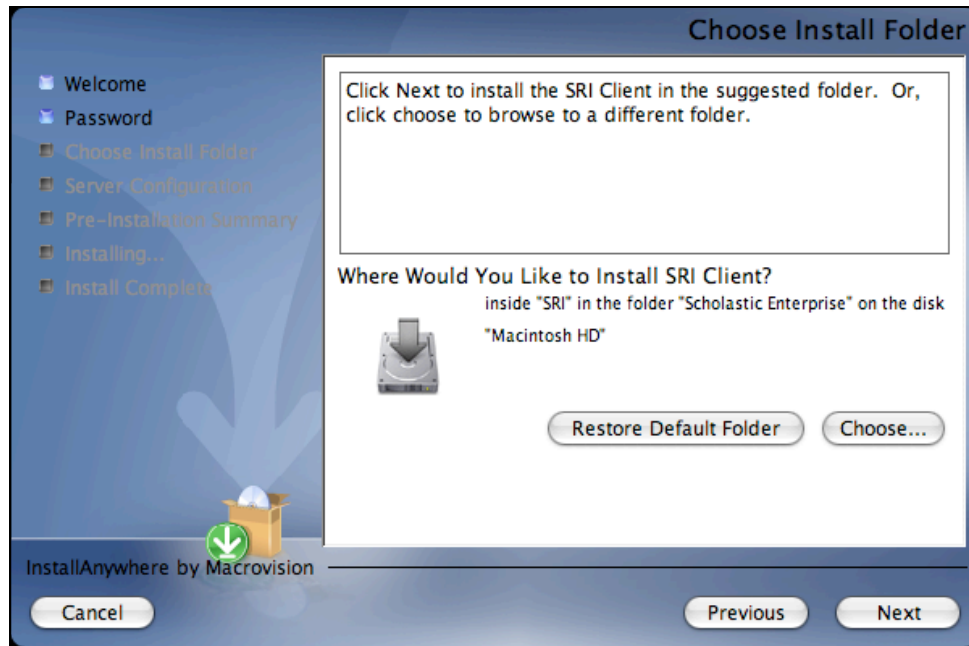 Choose Install Folder
Welcome
Password
Choose Install Folder
Server Configuration
Pre-Installation Summary
Installing...
Install Complete
Click Next to install the SRI Client in the suggested folder.  Or,
click choose to browse to a different folder.
Where Would You Like to Install SRI Client?
inside "SRI" in the folder "Scholastic Enterprise" on the disk
"Macintosh HD"
Restore Default Folder
Choose...
InstallAnywhere by Macrovision
Cancel
Previous
Next